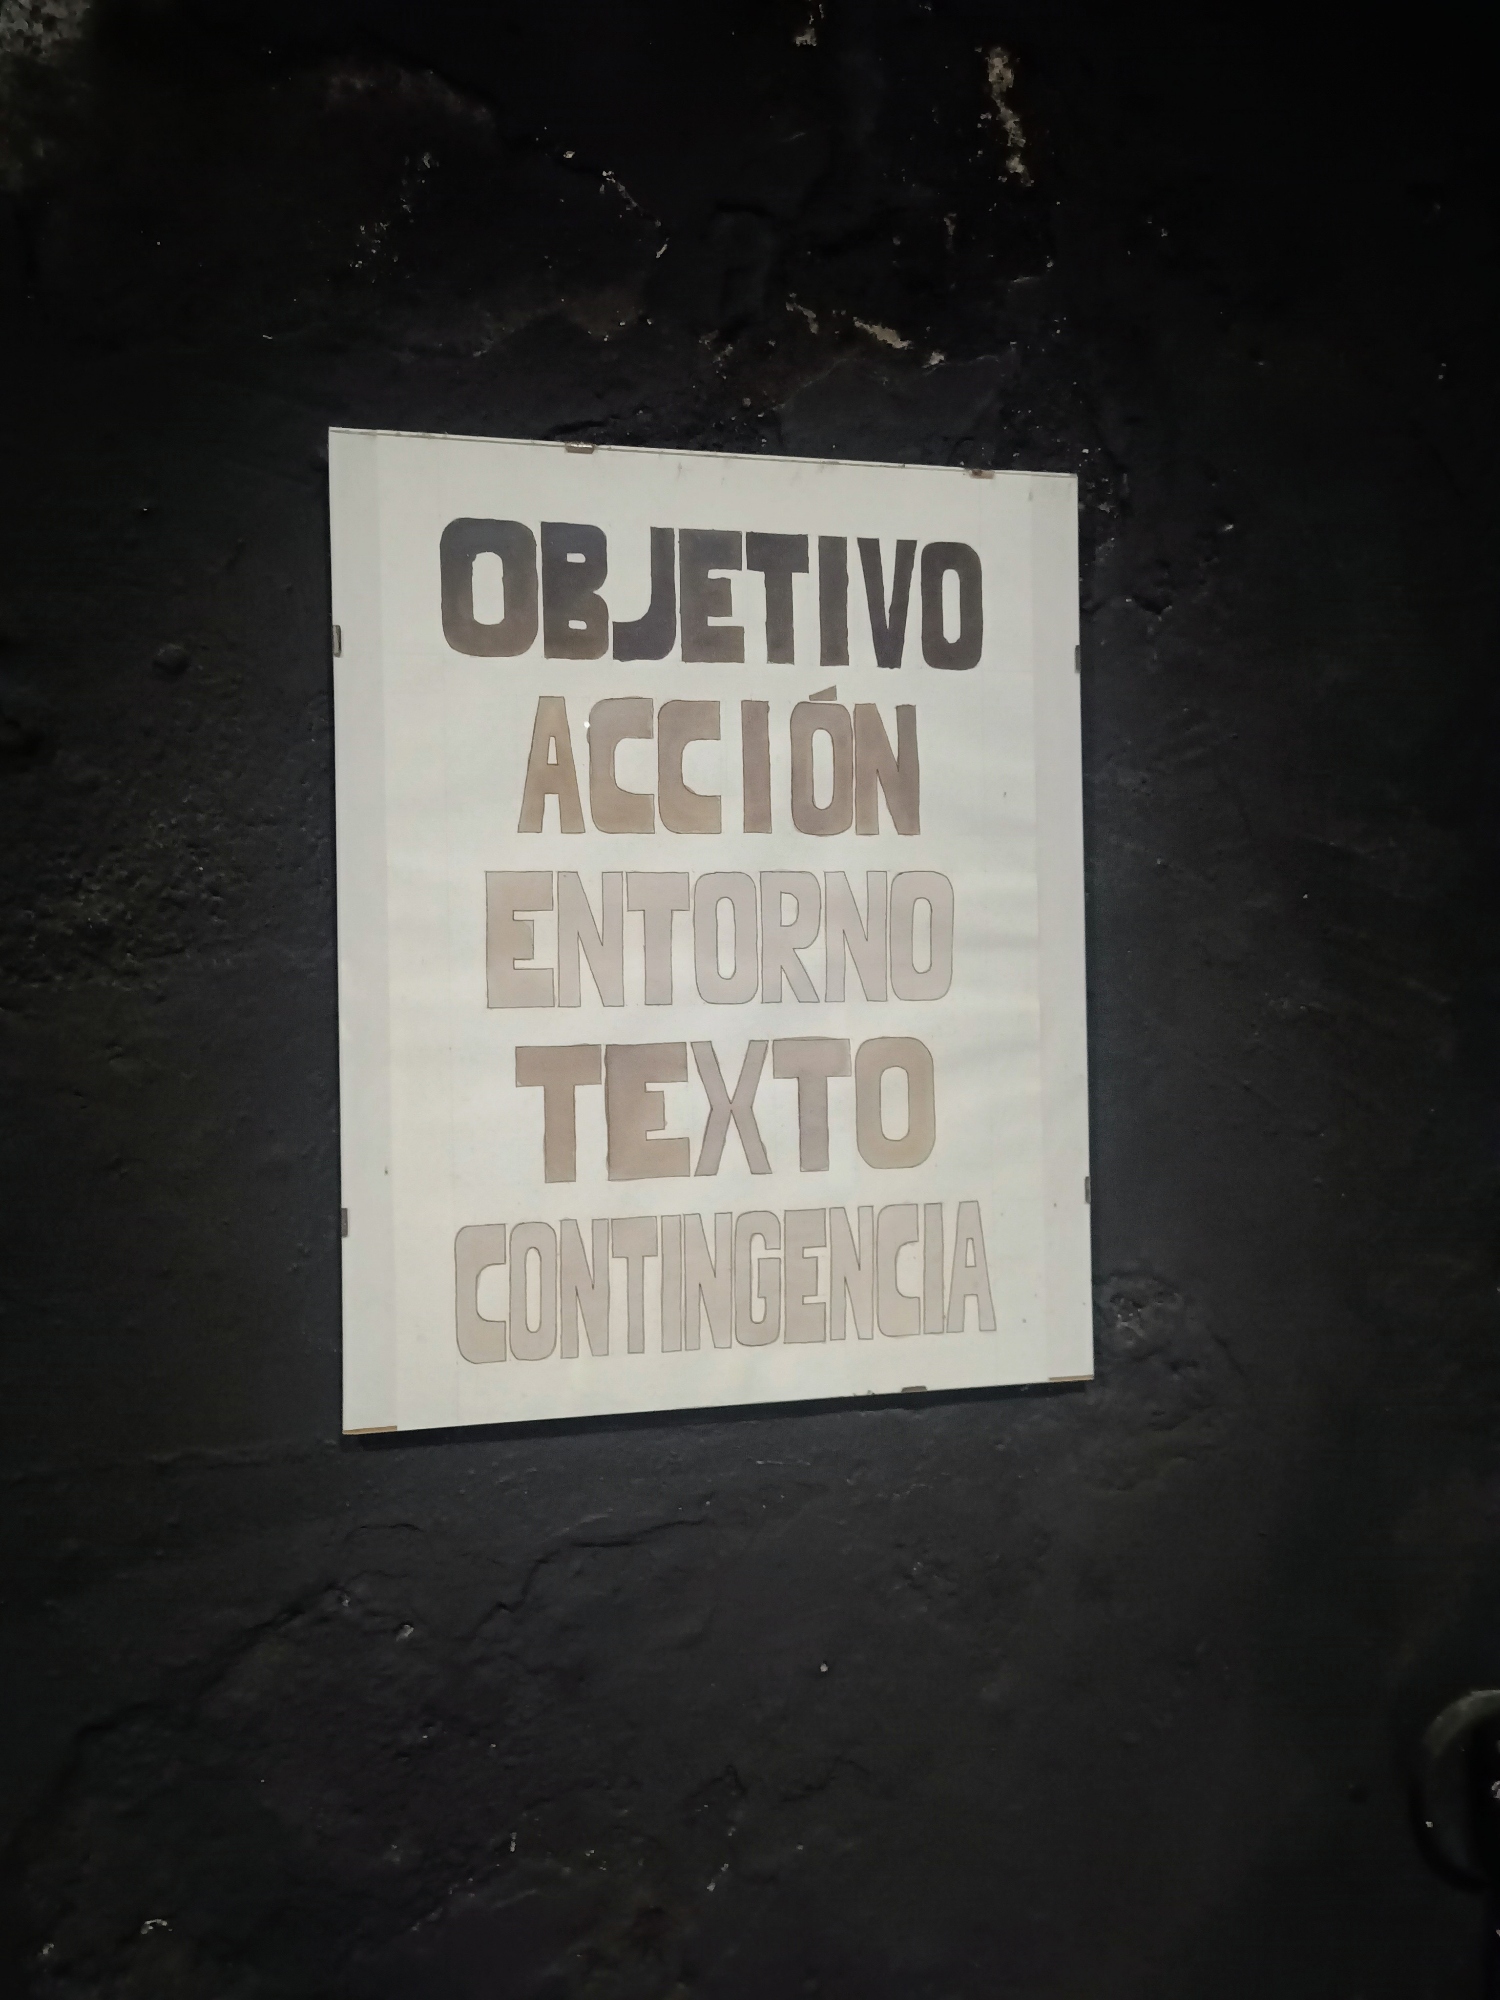 OBJETIVO
ACCIÓN
ENTORNO
TEXTO
CONTINGENCIA